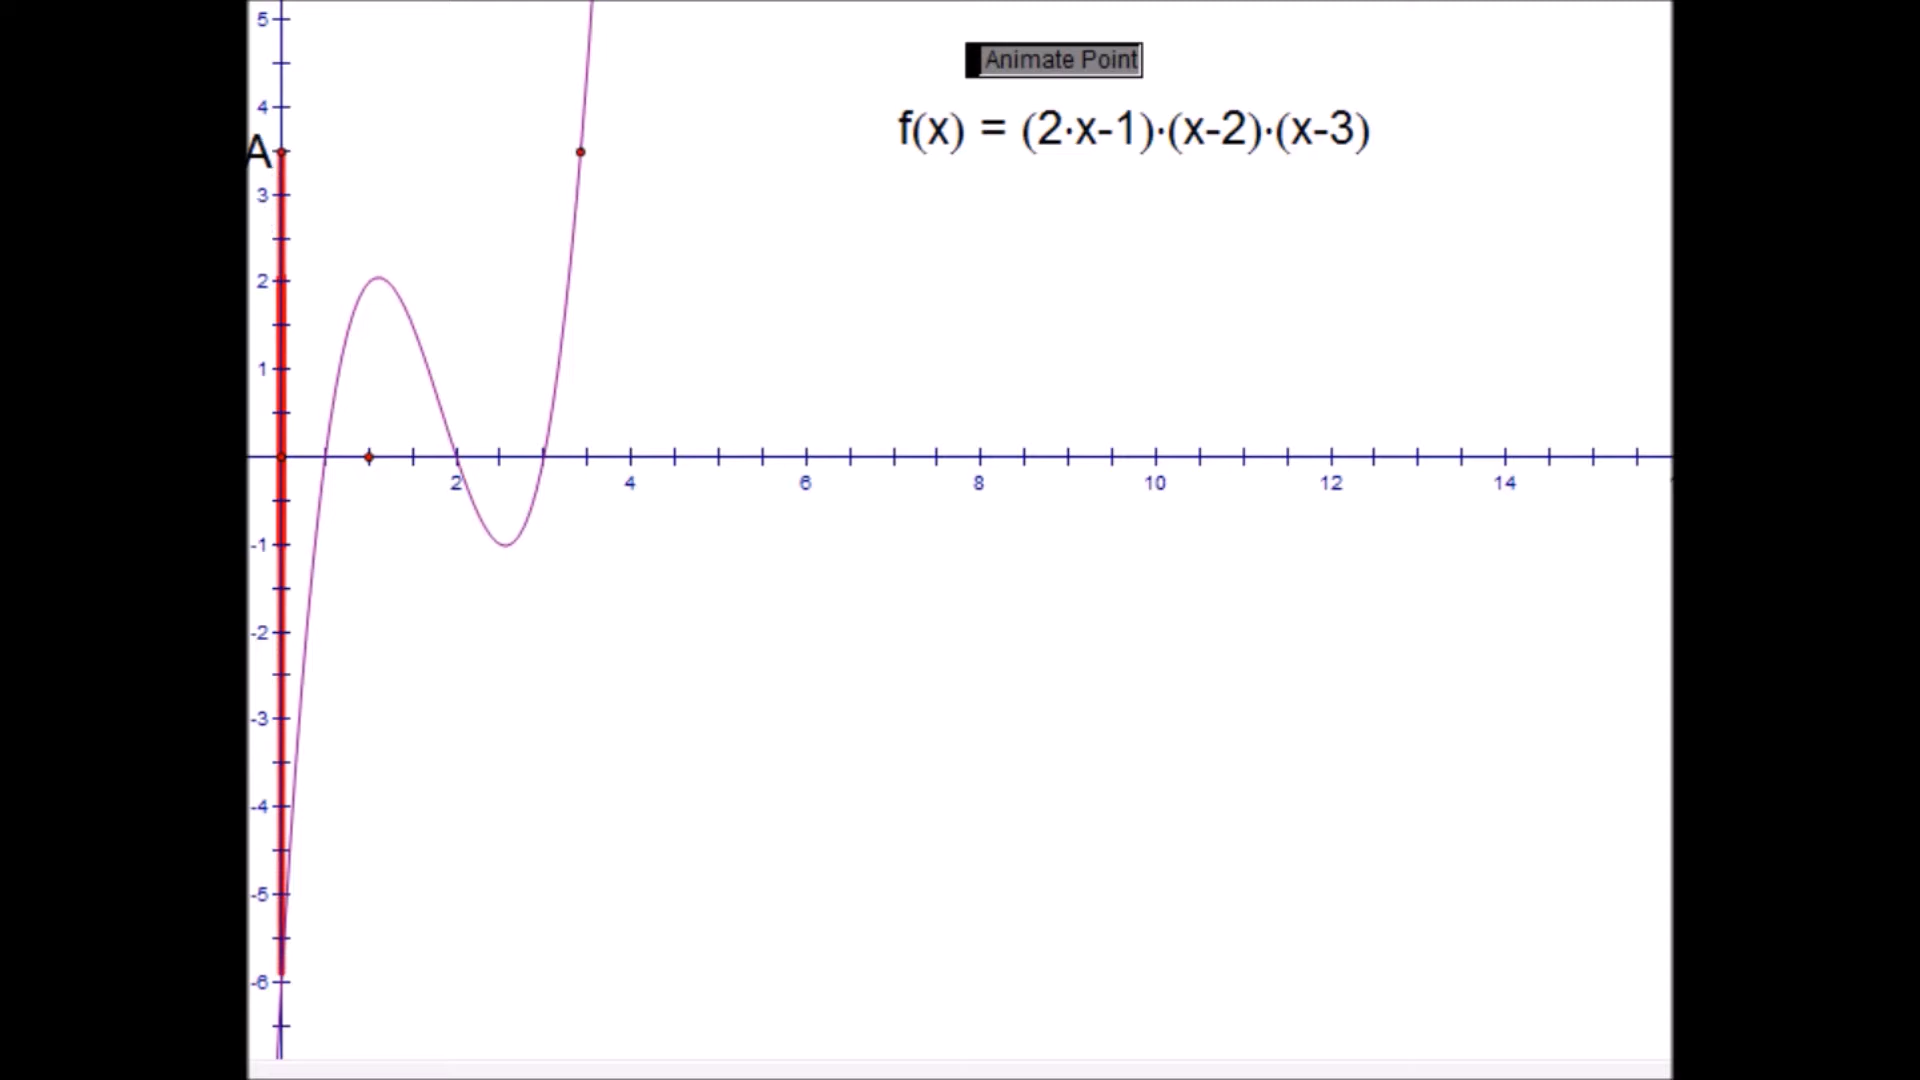 5
Animate Point
4
f(x) = (2·x-1)·(x-2)·(x-3)
A
3
2
1
2 4 6 8 10 12 14
-1
-2
-3
-4
-5
-6